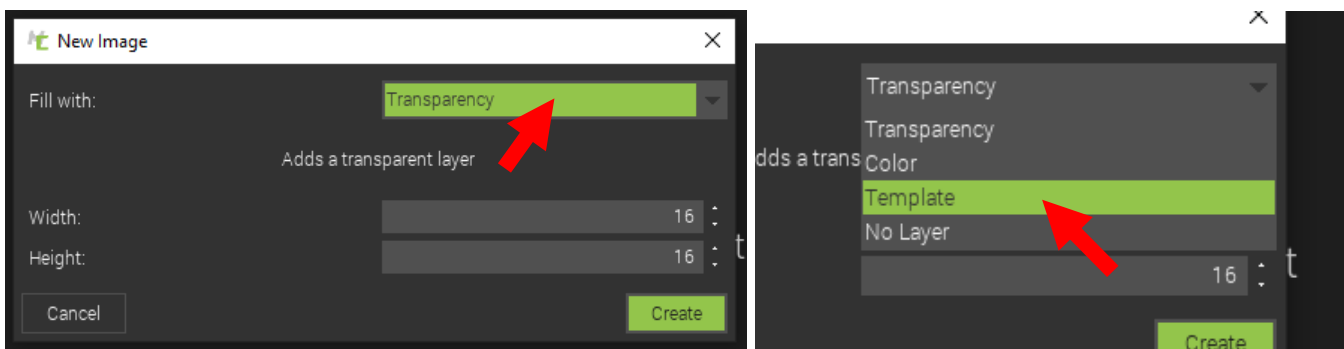 New Image
Fill with:
Transparency
Adds a transparent layer
Width:
16
Height:
16
Cancel
Create
t
Transparency
Transparency
dds a trans
Color
Template
No Layer
16
t
Create